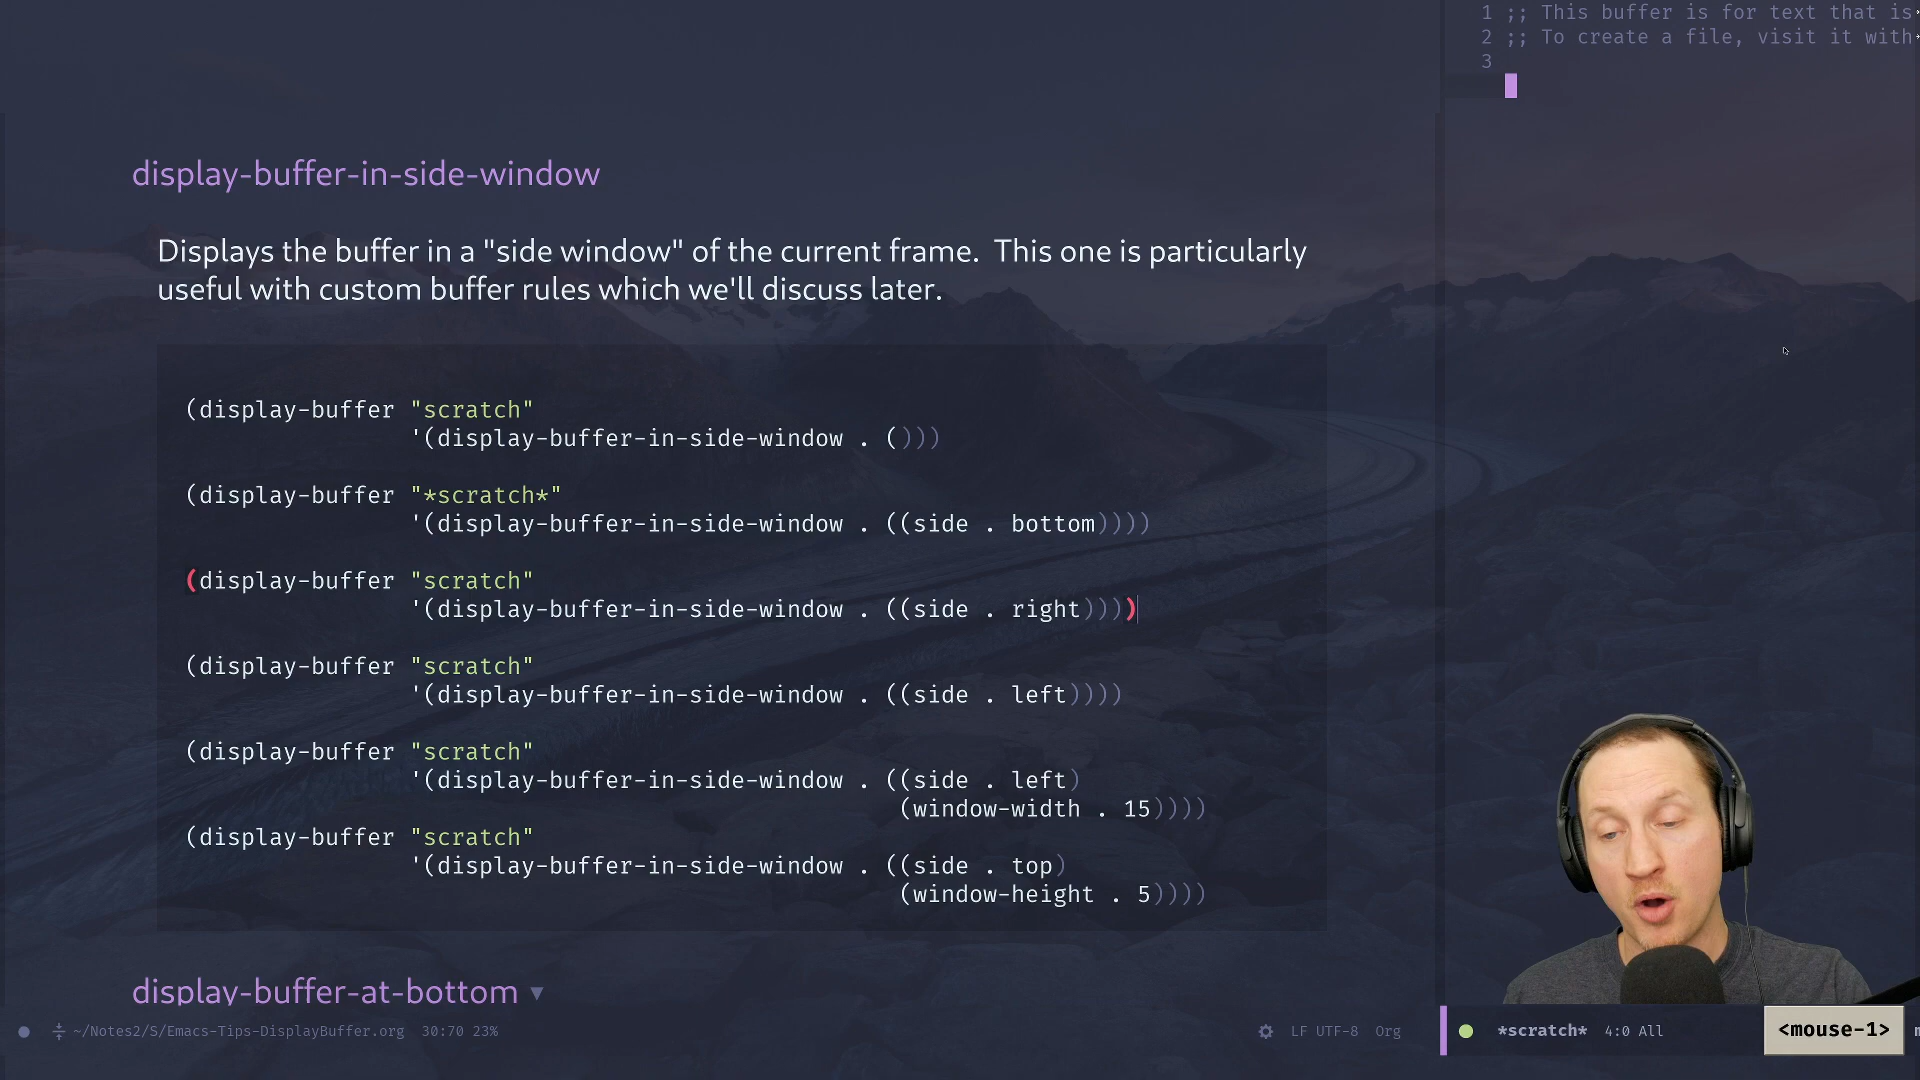 display-buffer-in-side-window
Displays the buffer in a "side window" of the current frame.  This one is particularly
useful with custom buffer rules which we'll discuss later.
(display-buffer "scratch"
                '(display-buffer-in-side-window . ()))
(display-buffer "*scratch*"
                '(display-buffer-in-side-window . ((side . bottom))))
(display-buffer "scratch"
                '(display-buffer-in-side-window . ((side . right))))
(display-buffer "scratch"
                '(display-buffer-in-side-window . ((side . left))))
(display-buffer "scratch"
                '(display-buffer-in-side-window . ((side . left)
                                                   (window-width . 15))))
(display-buffer "scratch"
                '(display-buffer-in-side-window . ((side . top)
                                                   (window-height . 5))))
display-buffer-at-bottom ▾
~/Notes2/S/Emacs-Tips-DisplayBuffer.org  30:70 23%
LF UTF-8  Org
1 ;; This buffer is for text that is
2 ;; To create a file, visit it with
3
*scratch*  4:0 All
<mouse-1>